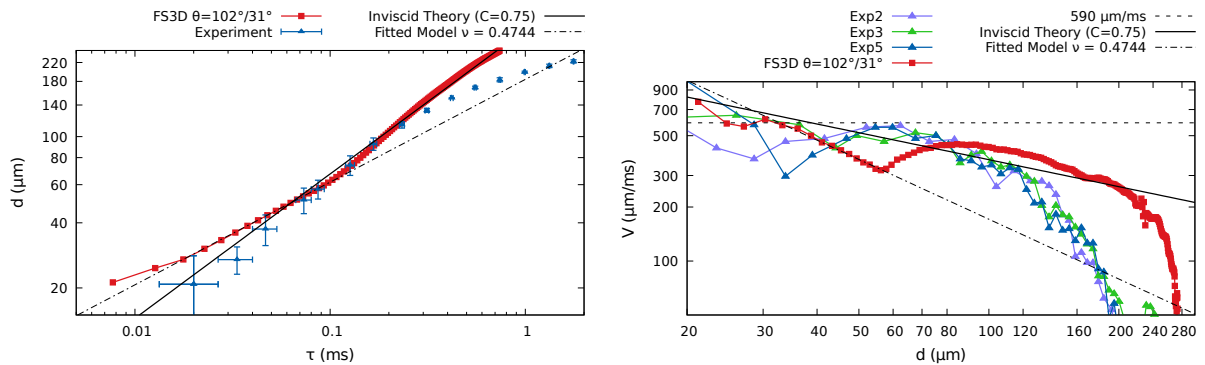 FS3D θ=102°/31°
Experiment
Inviscid Theory (C=0.75)
Fitted Model ν = 0.4744
220
180
140
100
80
60
40
20
d (μm)
0.01
0.1
1
τ (ms)
Exp2
Exp3
Exp5
FS3D θ=102°/31°
590 μm/ms
Inviscid Theory (C=0.75)
Fitted Model ν = 0.4744
900
700
500
300
200
100
V (μm/ms)
20
30
40
50
60
70
80
100
120
160
200
240
280
d (μm)